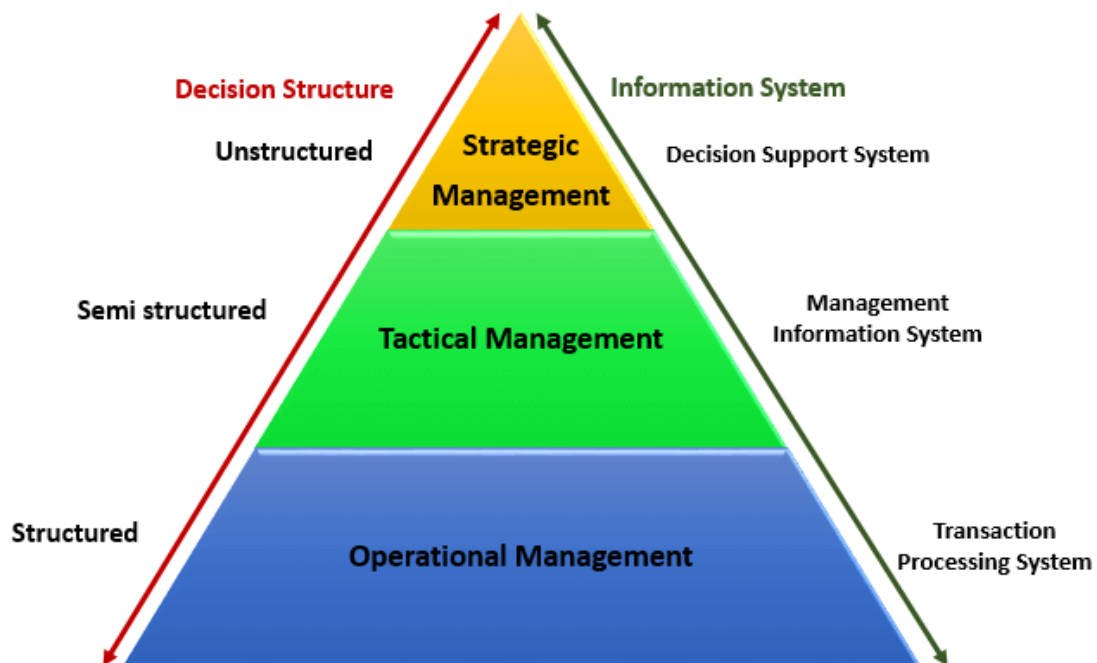 Decision Structure
Information System
Unstructured
Strategic
Management
Decision Support System
Semi structured
Tactical Management
Management
Information System
Structured
Operational Management
Transaction
Processing System